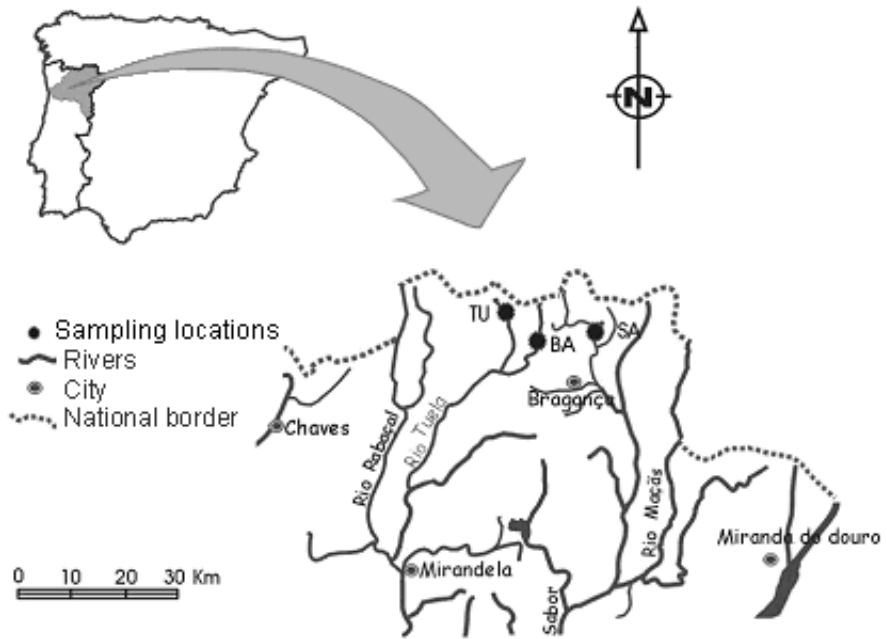 N
TU
BA
SA
Sampling locations
Rivers
City
National border
Bragança
Chaves
Rio Rabaçal
Rio Tuela
Rio Maçãs
Miranda do douro
Mirandela
Sabor
0 10 20 30 Km